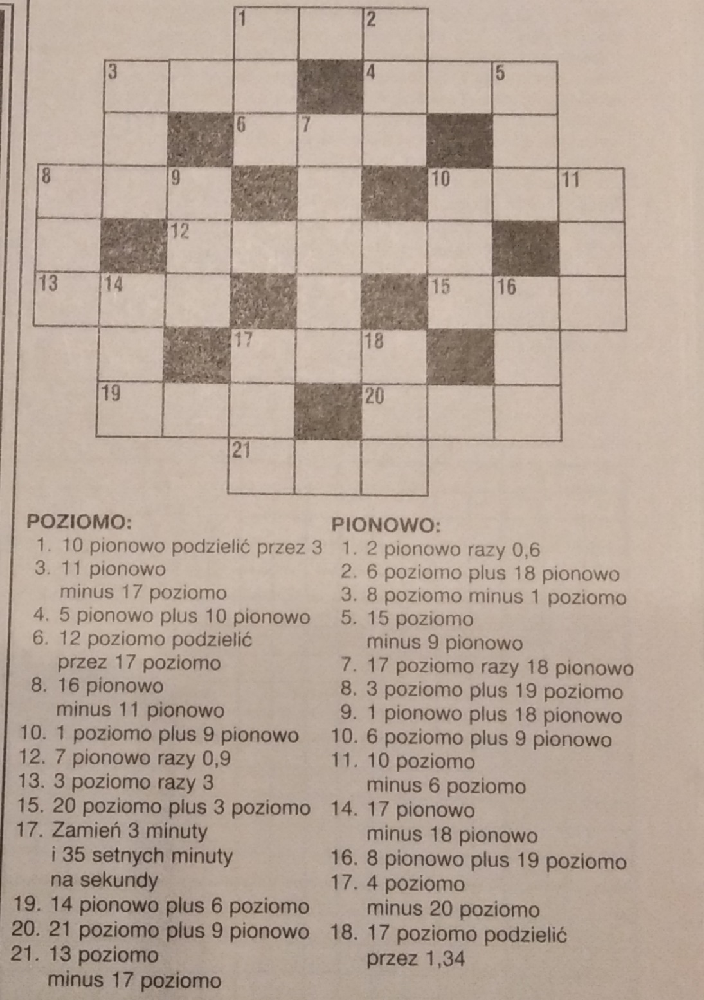 1 2
3 4 5
6 7
8 9 10 11
12
13 14 15 16
17 18
19 20
21
POZIOMO:
1. 10 pionowo podzielić przez 3
3. 11 pionowo
minus 17 poziomo
4. 5 pionowo plus 10 pionowo
6. 12 poziomo podzielić
przez 17 poziomo
8. 16 pionowo
minus 11 pionowo
10. 1 poziomo plus 9 pionowo
12. 7 pionowo razy 0,9
13. 3 poziomo razy 3
15. 20 poziomo plus 3 poziomo
17. Zamień 3 minuty
i 35 setnych minuty
na sekundy
19. 14 pionowo plus 6 poziomo
20. 21 poziomo plus 9 pionowo
21. 13 poziomo
minus 17 poziomo
PIONOWO:
1. 2 pionowo razy 0,6
2. 6 poziomo plus 18 pionowo
3. 8 poziomo minus 1 poziomo
5. 15 poziomo
minus 9 pionowo
7. 17 poziomo razy 18 pionowo
8. 3 poziomo plus 19 poziomo
9. 1 pionowo plus 18 pionowo
10. 6 poziomo plus 9 pionowo
11. 10 poziomo
minus 6 poziomo
14. 17 pionowo
minus 18 pionowo
16. 8 pionowo plus 19 poziomo
17. 4 poziomo
minus 20 poziomo
18. 17 poziomo podzielić
przez 1,34